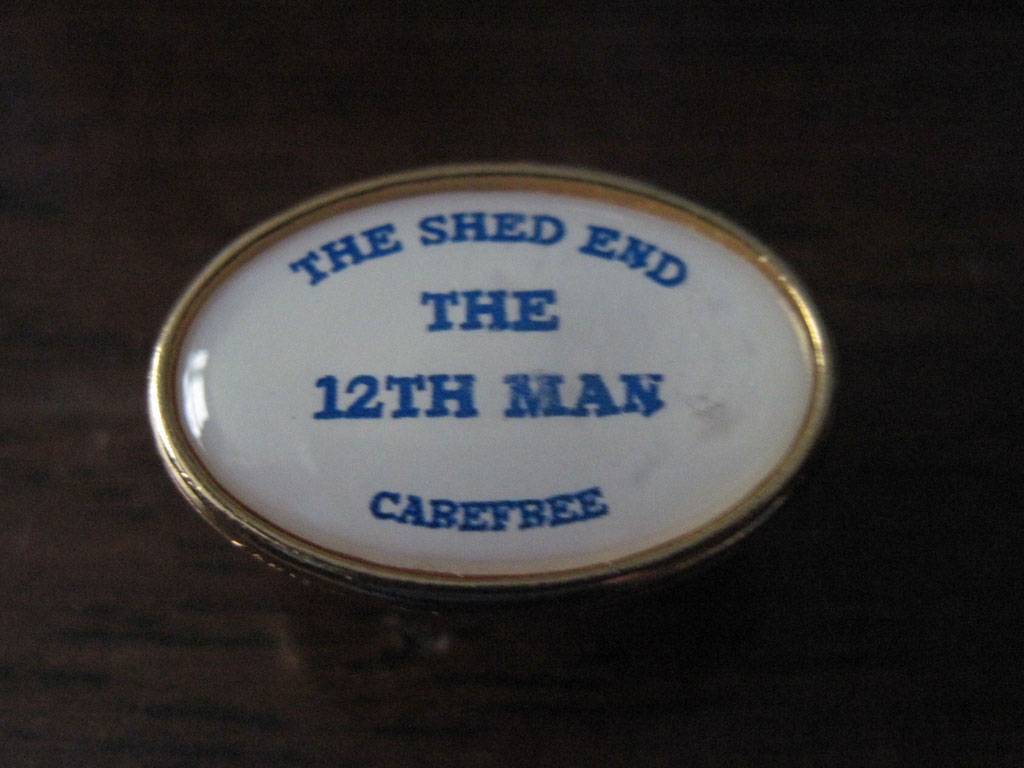 THE SHED END
THE
12TH MAN
CAREFREE